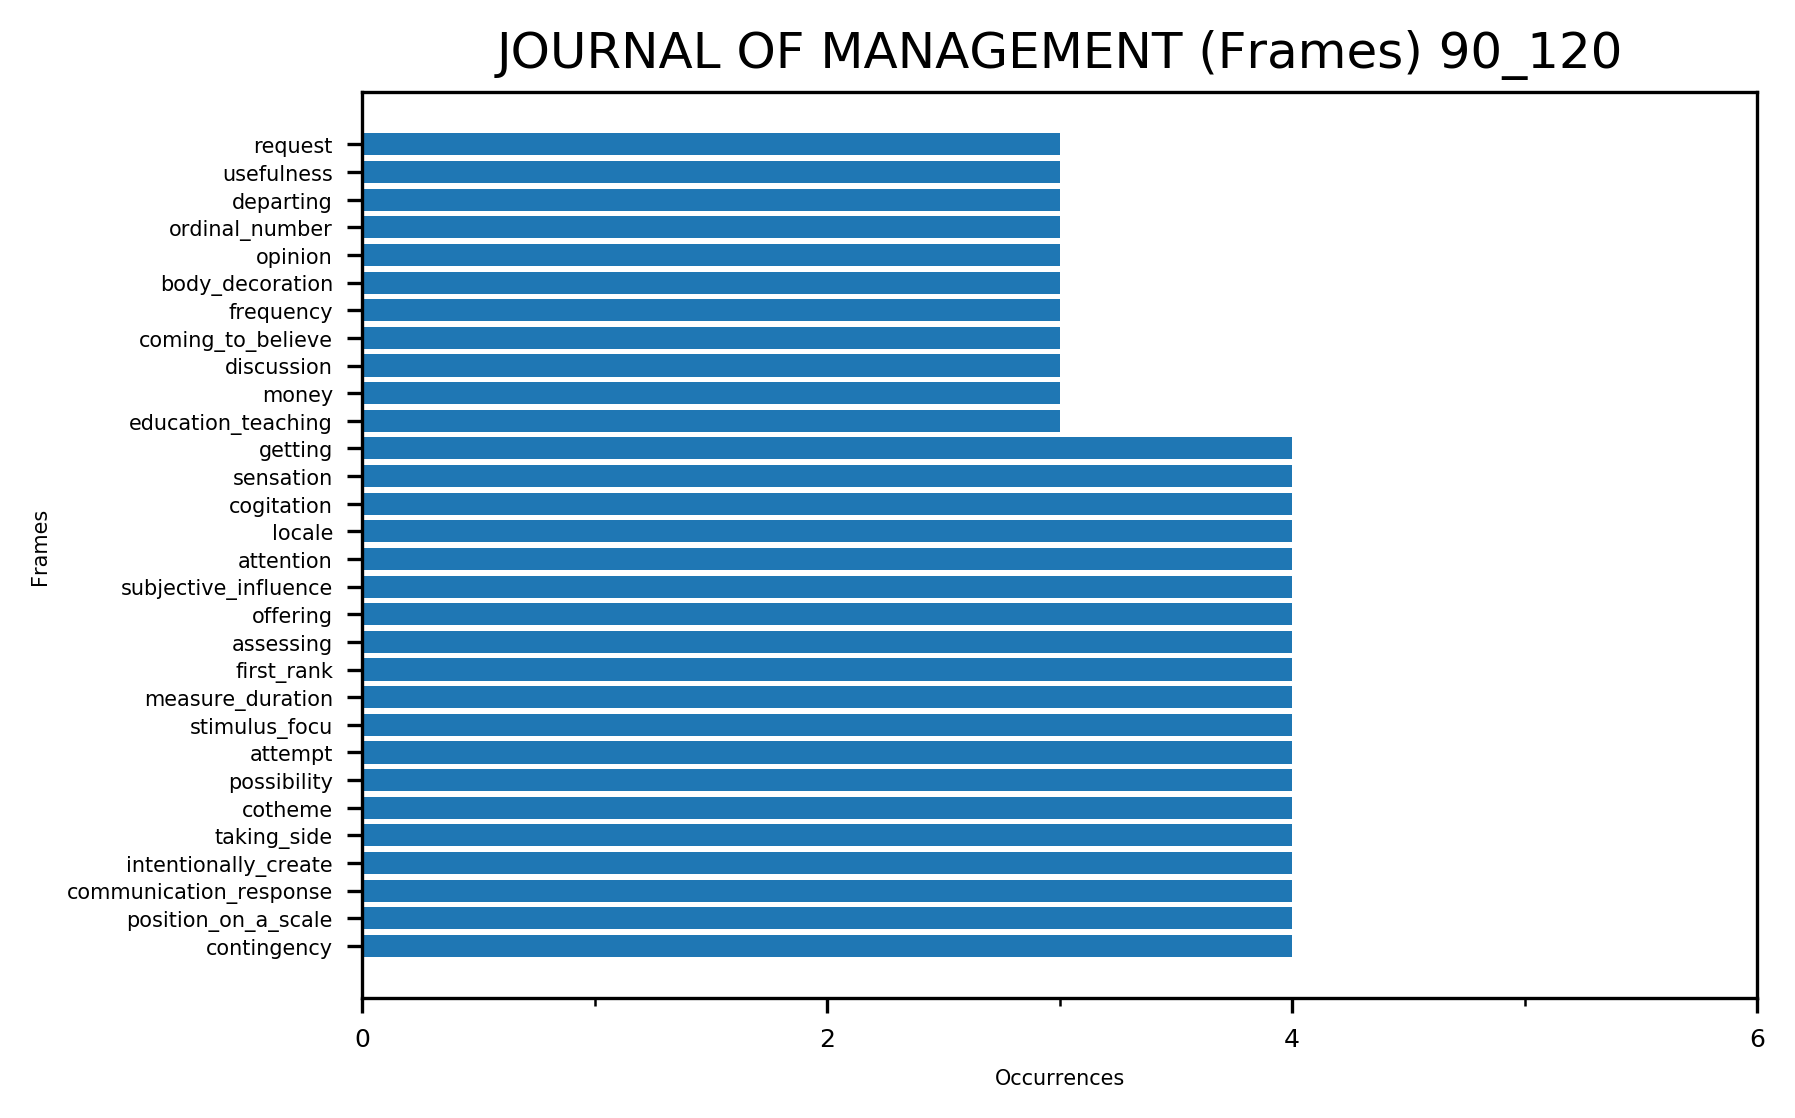 JOURNAL OF MANAGEMENT (Frames) 90_120
request
usefulness
departing
ordinal_number
opinion
body_decoration
frequency
coming_to_believe
discussion
money
education_teaching
getting
sensation
cogitation
locale
attention
subjective_influence
offering
assessing
first_rank
measure_duration
stimulus_focu
attempt
possibility
cotheme
taking_side
intentionally_create
communication_response
position_on_a_scale
contingency
Frames
0 2 4 6
Occurrences